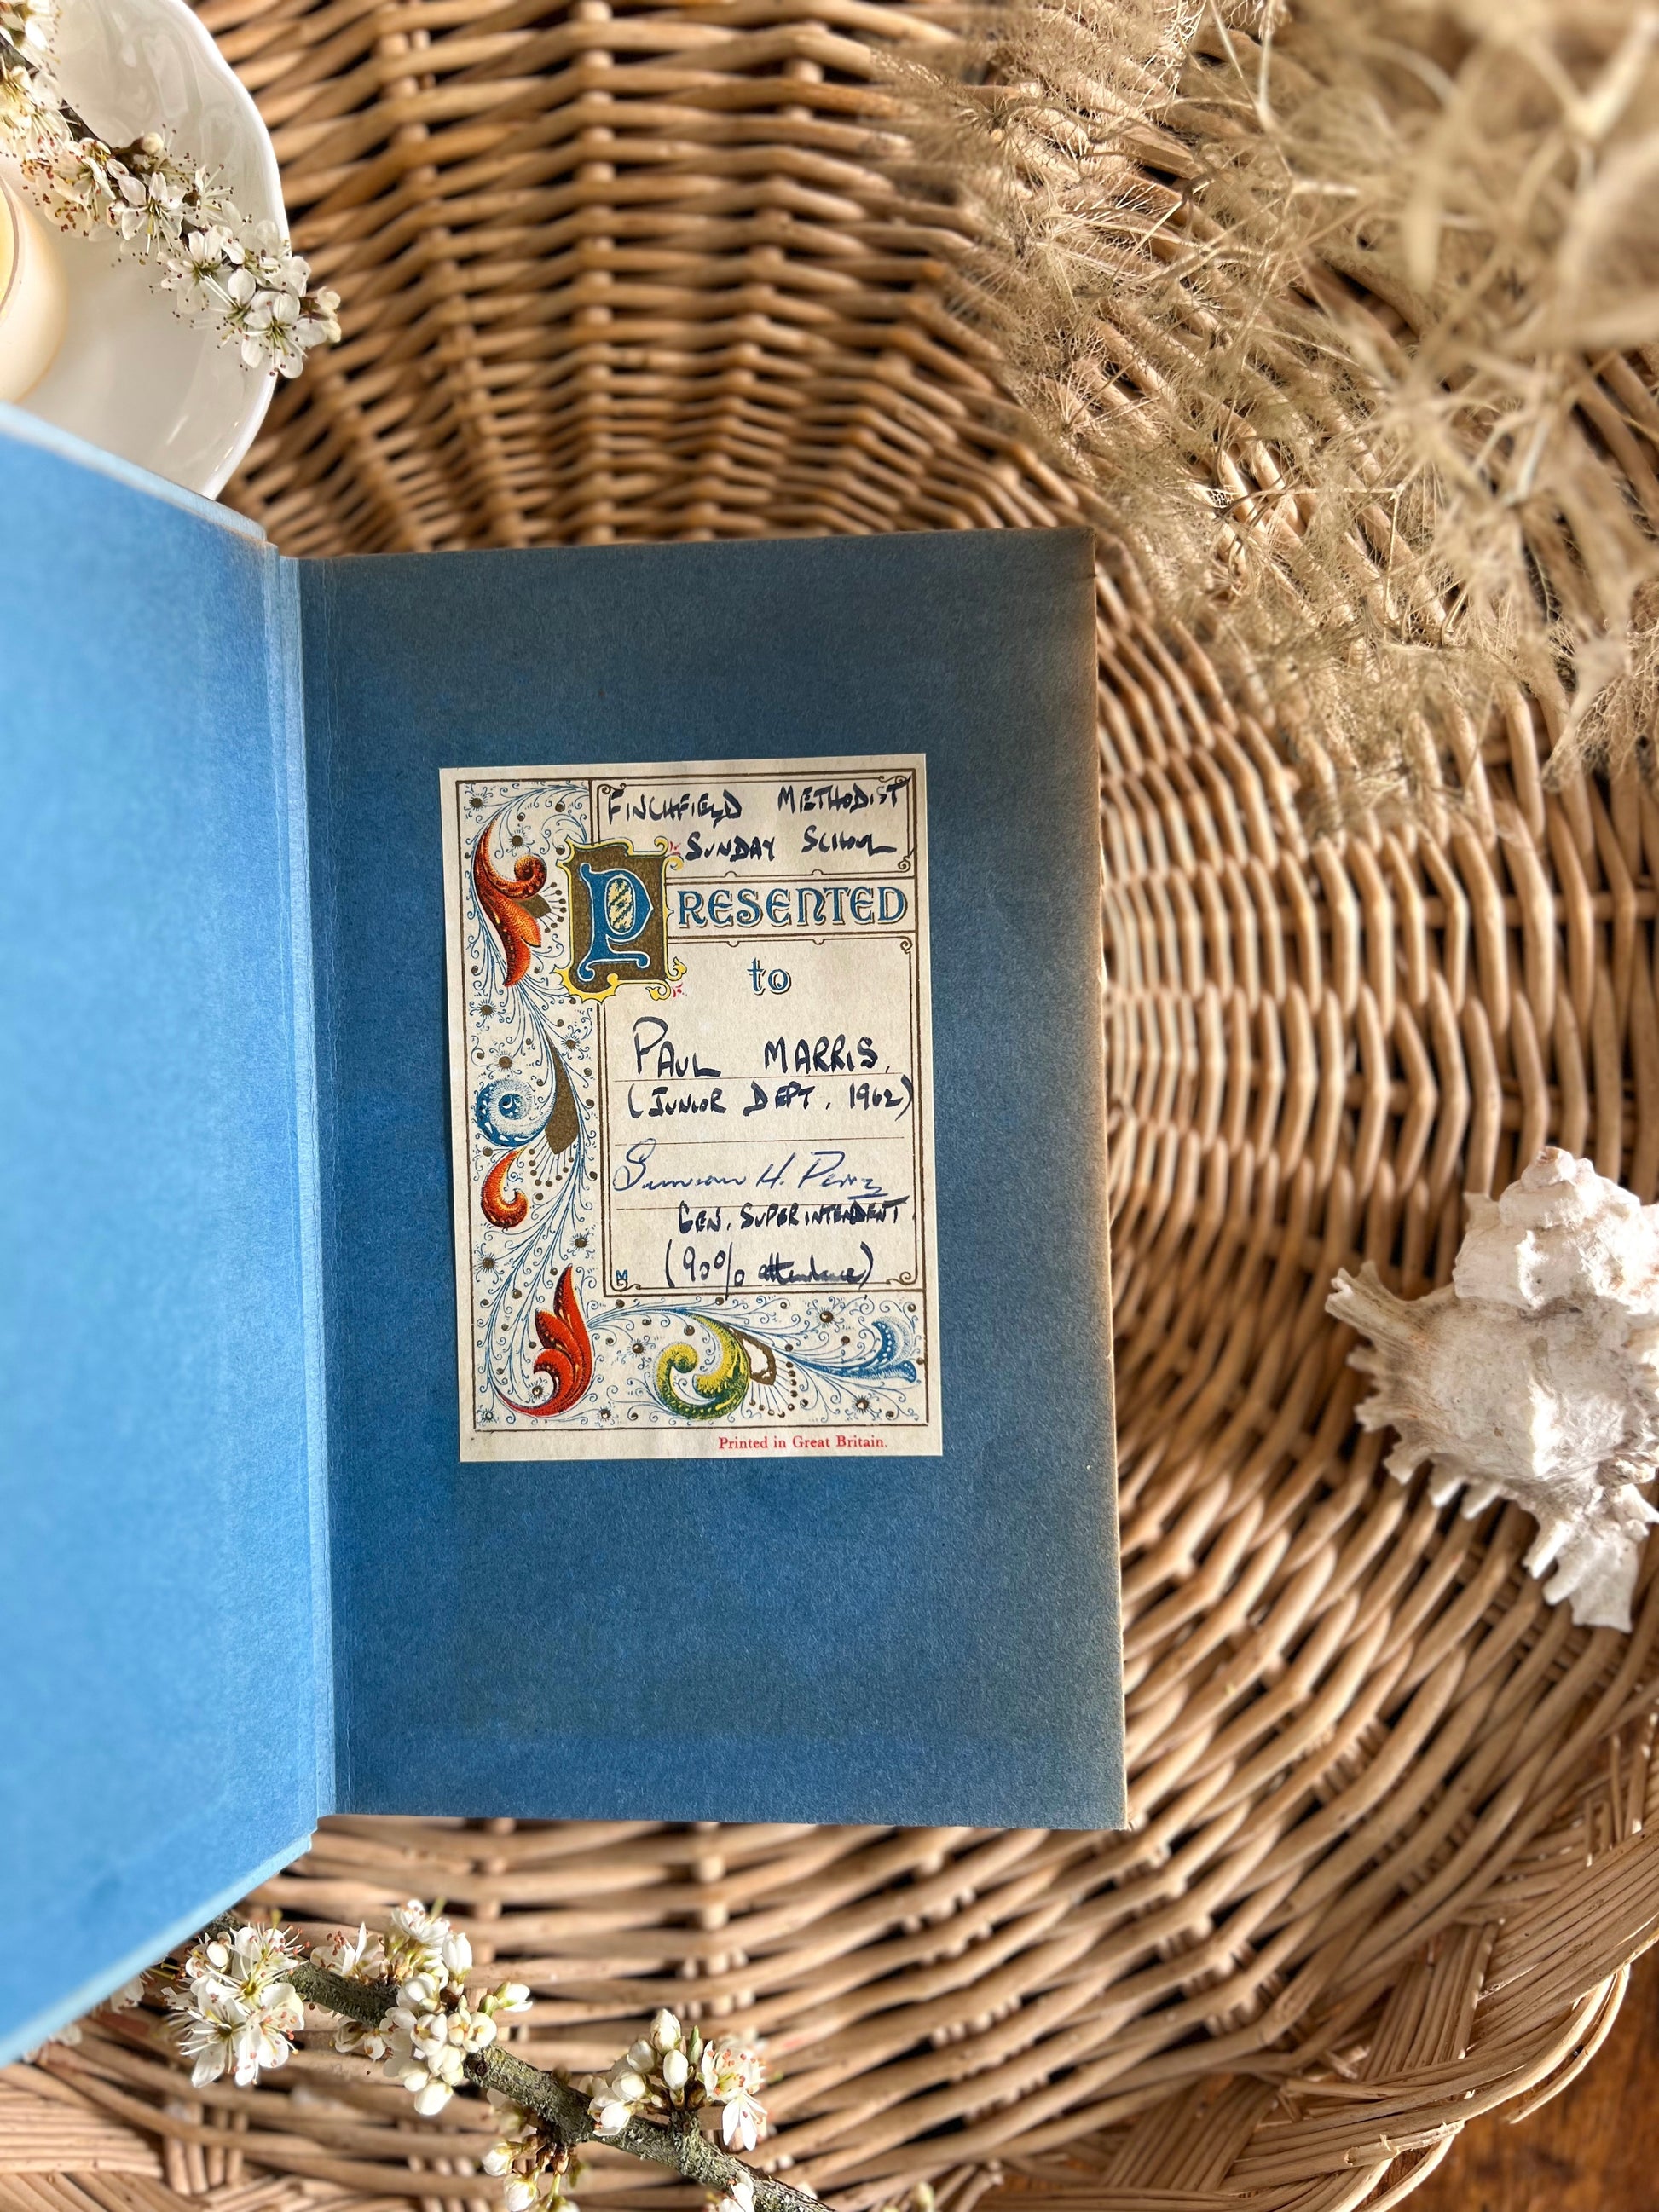 FINCHFIELD METHODIST
SUNDAY SCHOOL
PRESENTED
to
PAUL MARRIS.
(JUNIOR DEPT. 1962)
H. Perry
GEN. SUPERINTENDENT.
(90% attendance)
Printed in Great Britain.